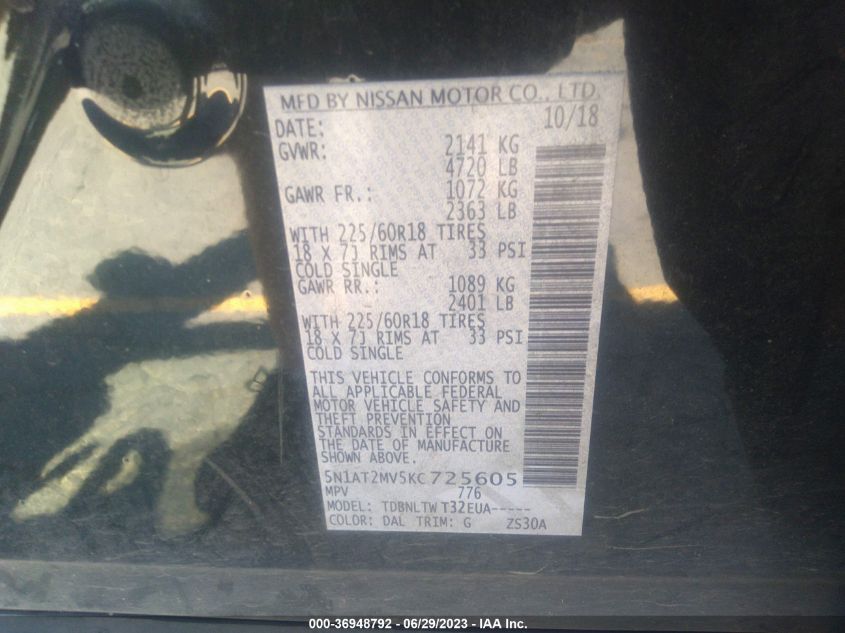 MFD BY NISSAN MOTOR CO., LTD.
DATE: 10/18
GVWR: 2141 KG
4720 LB
GAWR FR.: 1072 KG
2363 LB
WITH 225/60R18 TIRES
18 X 7J RIMS AT 33 PSI
COLD SINGLE
GAWR RR.: 1089 KG
2401 LB
WITH 225/60R18 TIRES
18 X 7J RIMS AT 33 PSI
COLD SINGLE
THIS VEHICLE CONFORMS TO
ALL APPLICABLE FEDERAL
MOTOR VEHICLE SAFETY AND
THEFT PREVENTION
STANDARDS IN EFFECT ON
THE DATE OF MANUFACTURE
SHOWN ABOVE.
5N1AT2MV5KC725605
MPV 776
MODEL: TDBNLTW T32EUA-----
COLOR: DAL TRIM: G ZS30A
000-36948792 - 06/29/2023 - IAA Inc.